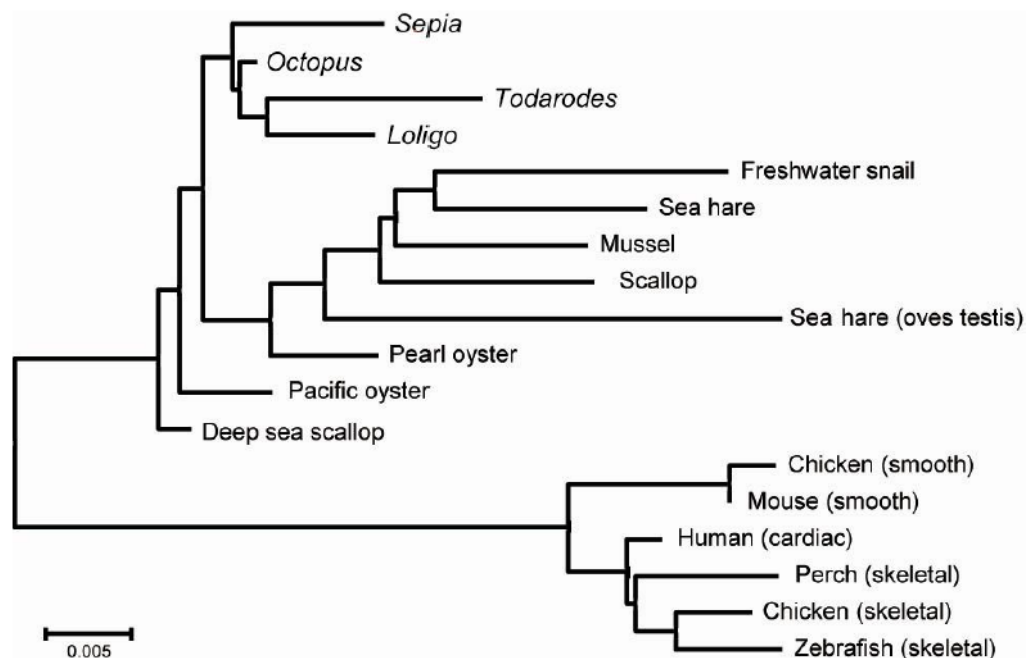 Sepia
Octopus
Todarodes
Loligo
Freshwater snail
Sea hare
Mussel
Scallop
Sea hare (oves testis)
Pearl oyster
Pacific oyster
Deep sea scallop
Chicken (smooth)
Mouse (smooth)
Human (cardiac)
Perch (skeletal)
Chicken (skeletal)
Zebrafish (skeletal)
0.005